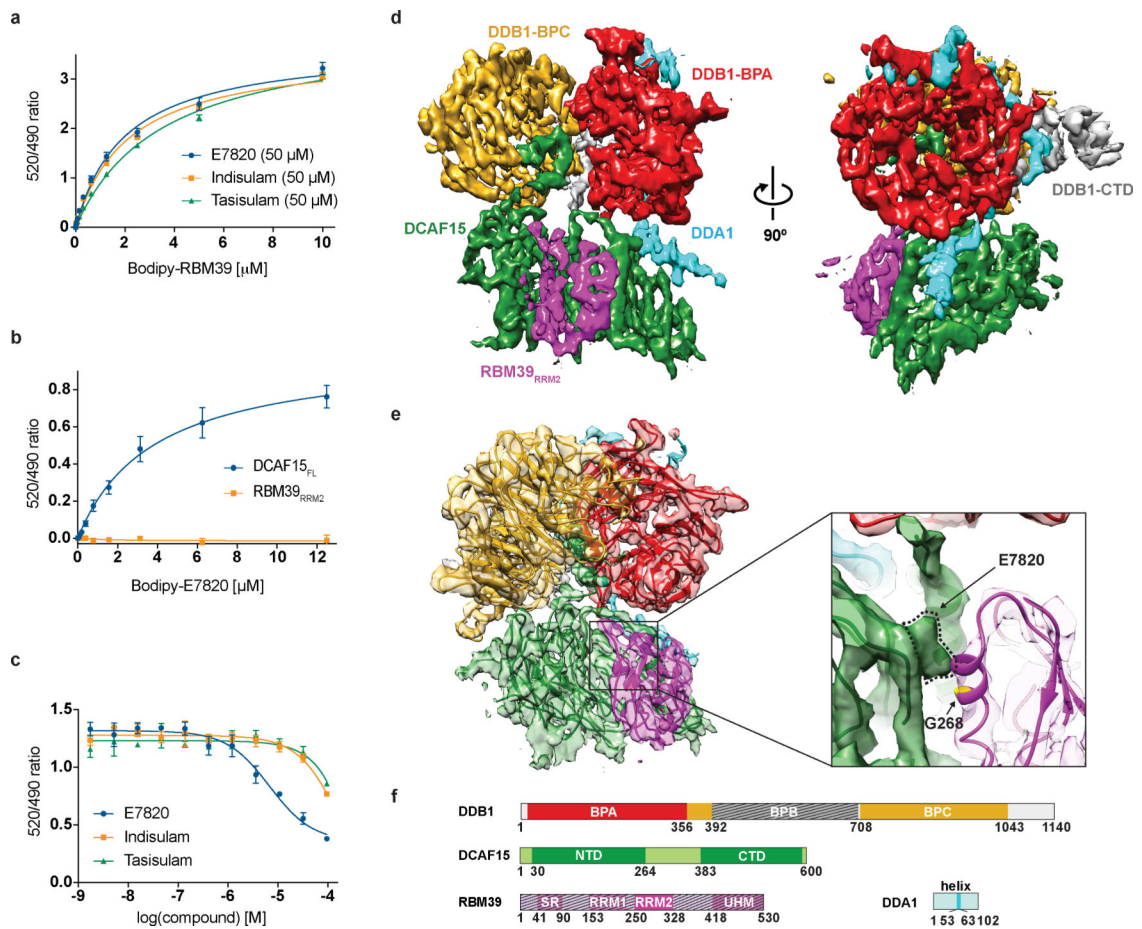 a
520/490 ratio
3
2
1
0
E7820 (50 µM)
Indisulam (50 µM)
Tasisulam (50 µM)
0 2 4 6 8 10
Bodipy-RBM39 [µM]
b
520/490 ratio
0.8
0.6
0.4
0.2
0.0
DCAF15FL
RBM39RRM2
0 2 4 6 8 10 12
Bodipy-E7820 [µM]
c
520/490 ratio
1.5
1.0
0.5
0.0
E7820
Indisulam
Tasisulam
-9 -8 -7 -6 -5 -4
log(compound) [M]
d
DDB1-BPC
DDB1-BPA
DCAF15
DDA1
RBM39RRM2
90º
DDB1-CTD
e
E7820
G268
f
DDB1
BPA BPB BPC
1 356 392 708 1043 1140
DCAF15
NTD CTD
1 30 264 383 600
RBM39
SR RRM1 RRM2 UHM
1 41 90 153 250 328 418 530
helix
DDA1
1 53 63 102